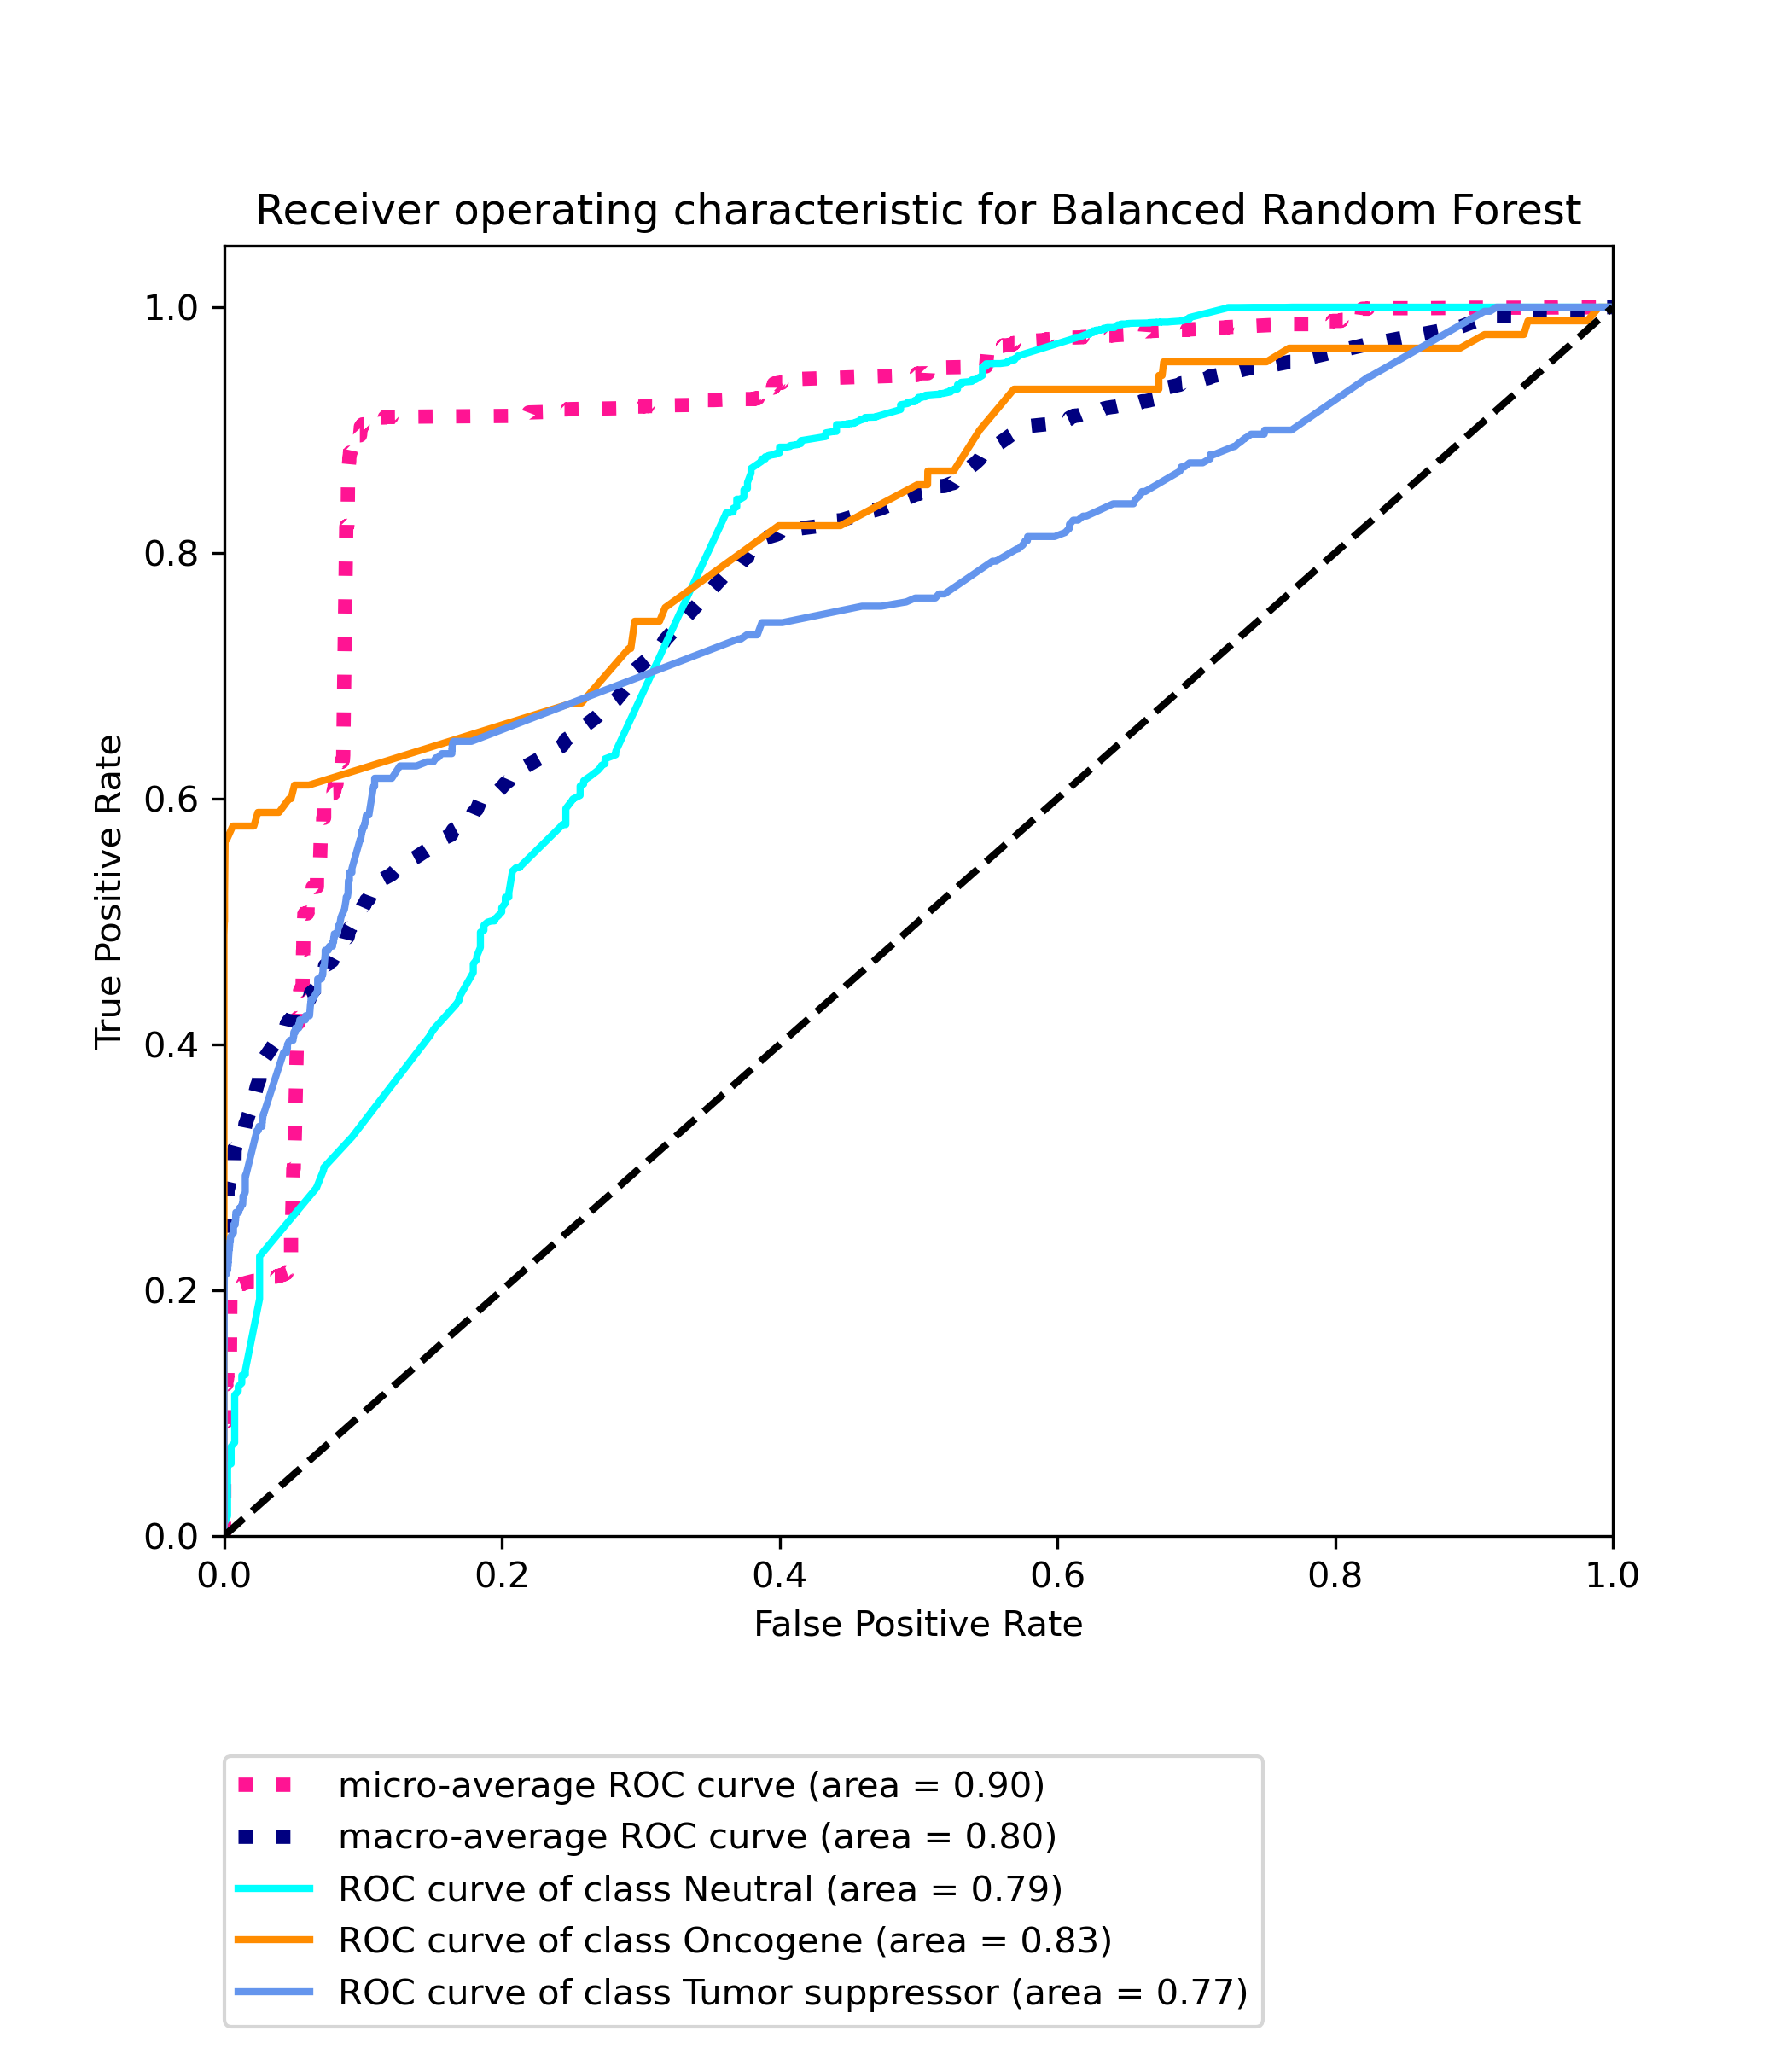 Receiver operating characteristic for Balanced Random Forest
1.0
0.8
0.6
0.4
0.2
0.0
True Positive Rate
0.0 0.2 0.4 0.6 0.8 1.0
False Positive Rate
micro-average ROC curve (area = 0.90)
macro-average ROC curve (area = 0.80)
ROC curve of class Neutral (area = 0.79)
ROC curve of class Oncogene (area = 0.83)
ROC curve of class Tumor suppressor (area = 0.77)